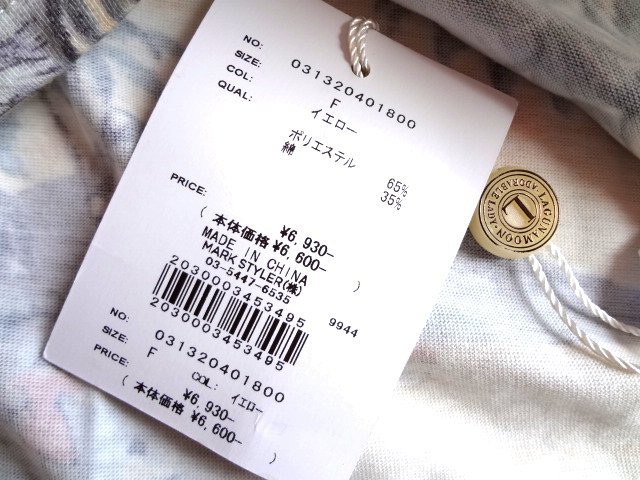 NO: 031320401800
SIZE: F
COL: イエロー
QUAL:
ポリエステル 65%
綿 35%
PRICE: ¥6,930-
( 本体価格 ¥6,600- )
MADE IN CHINA
MARK STYLER(株)
03-5447-6535
2030003453495
9944
2030003453495
NO: 031320401800
SIZE: F COL: イエロー
PRICE: ¥6,930-
( 本体価格 ¥6,600- )
LAGUNAMOON
ADORABLE LADY
L